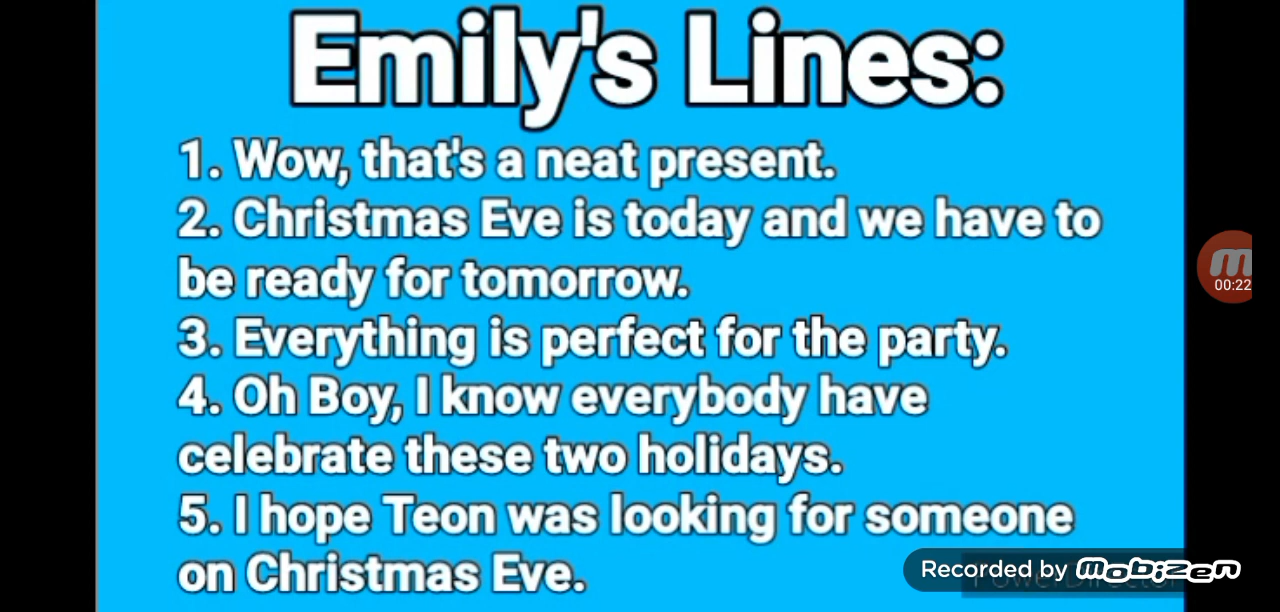 Emily's Lines:
1. Wow, that's a neat present.
2. Christmas Eve is today and we have to
be ready for tomorrow.
3. Everything is perfect for the party.
4. Oh Boy, I know everybody have
celebrate these two holidays.
5. I hope Teon was looking for someone
on Christmas Eve.
m
00:22
Recorded by mobizen